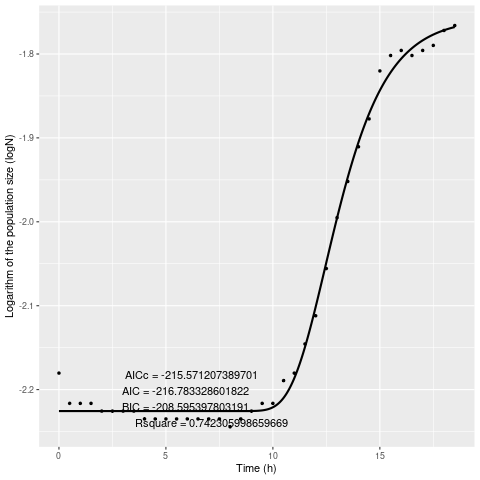 Logarithm of the population size (logN)
-1.8
-1.9
-2.0
-2.1
-2.2
AICc = -215.571207389701
AIC = -216.783328601822
BIC = -208.595397803191
Rsquare = 0.742305998659669
0
5
10
15
Time (h)